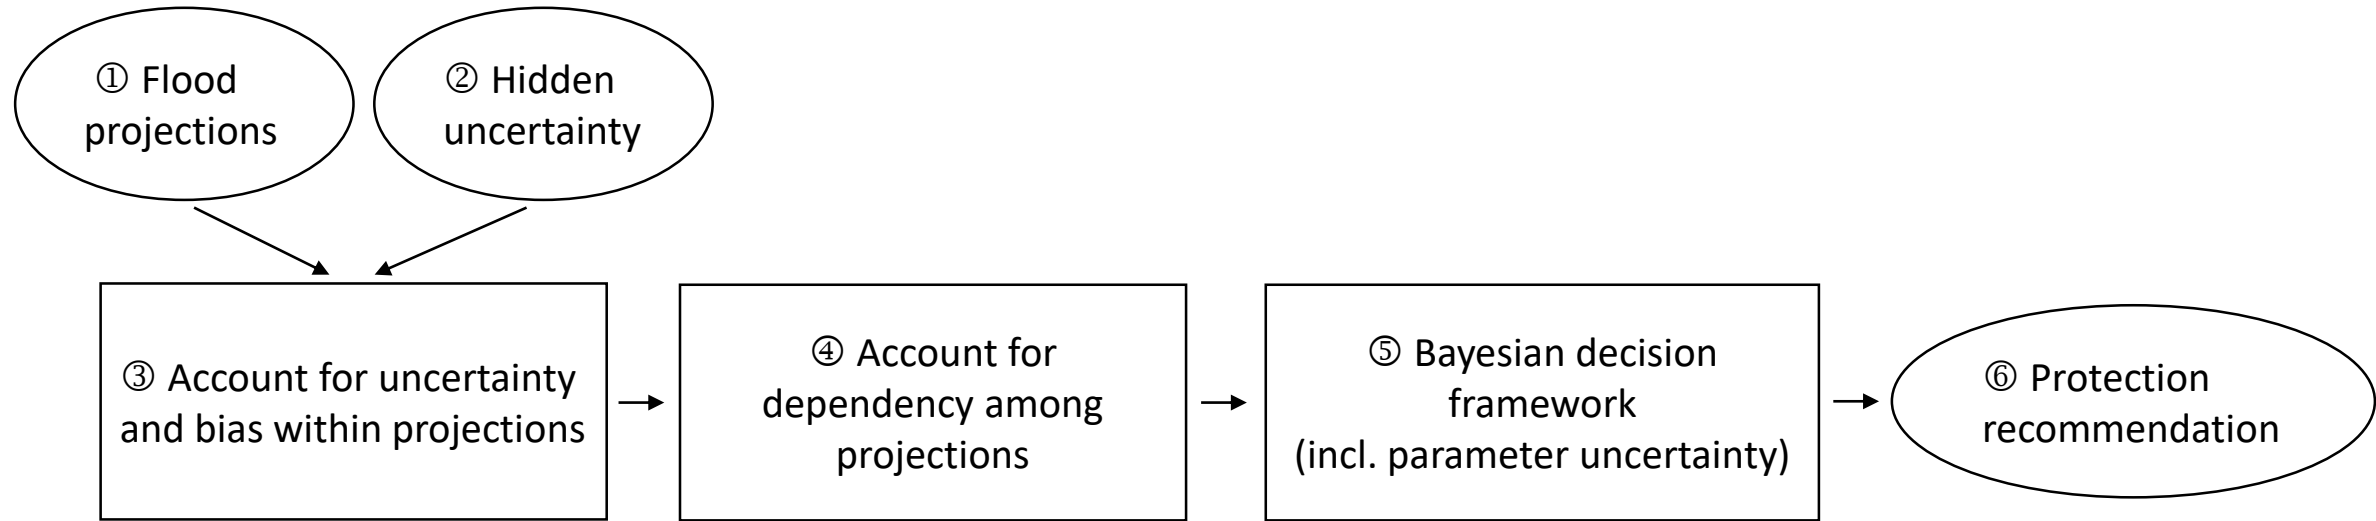 ① Flood
projections
② Hidden
uncertainty
③ Account for uncertainty
and bias within projections
④ Account for
dependency among
projections
⑤ Bayesian decision
framework
(incl. parameter uncertainty)
⑥ Protection
recommendation